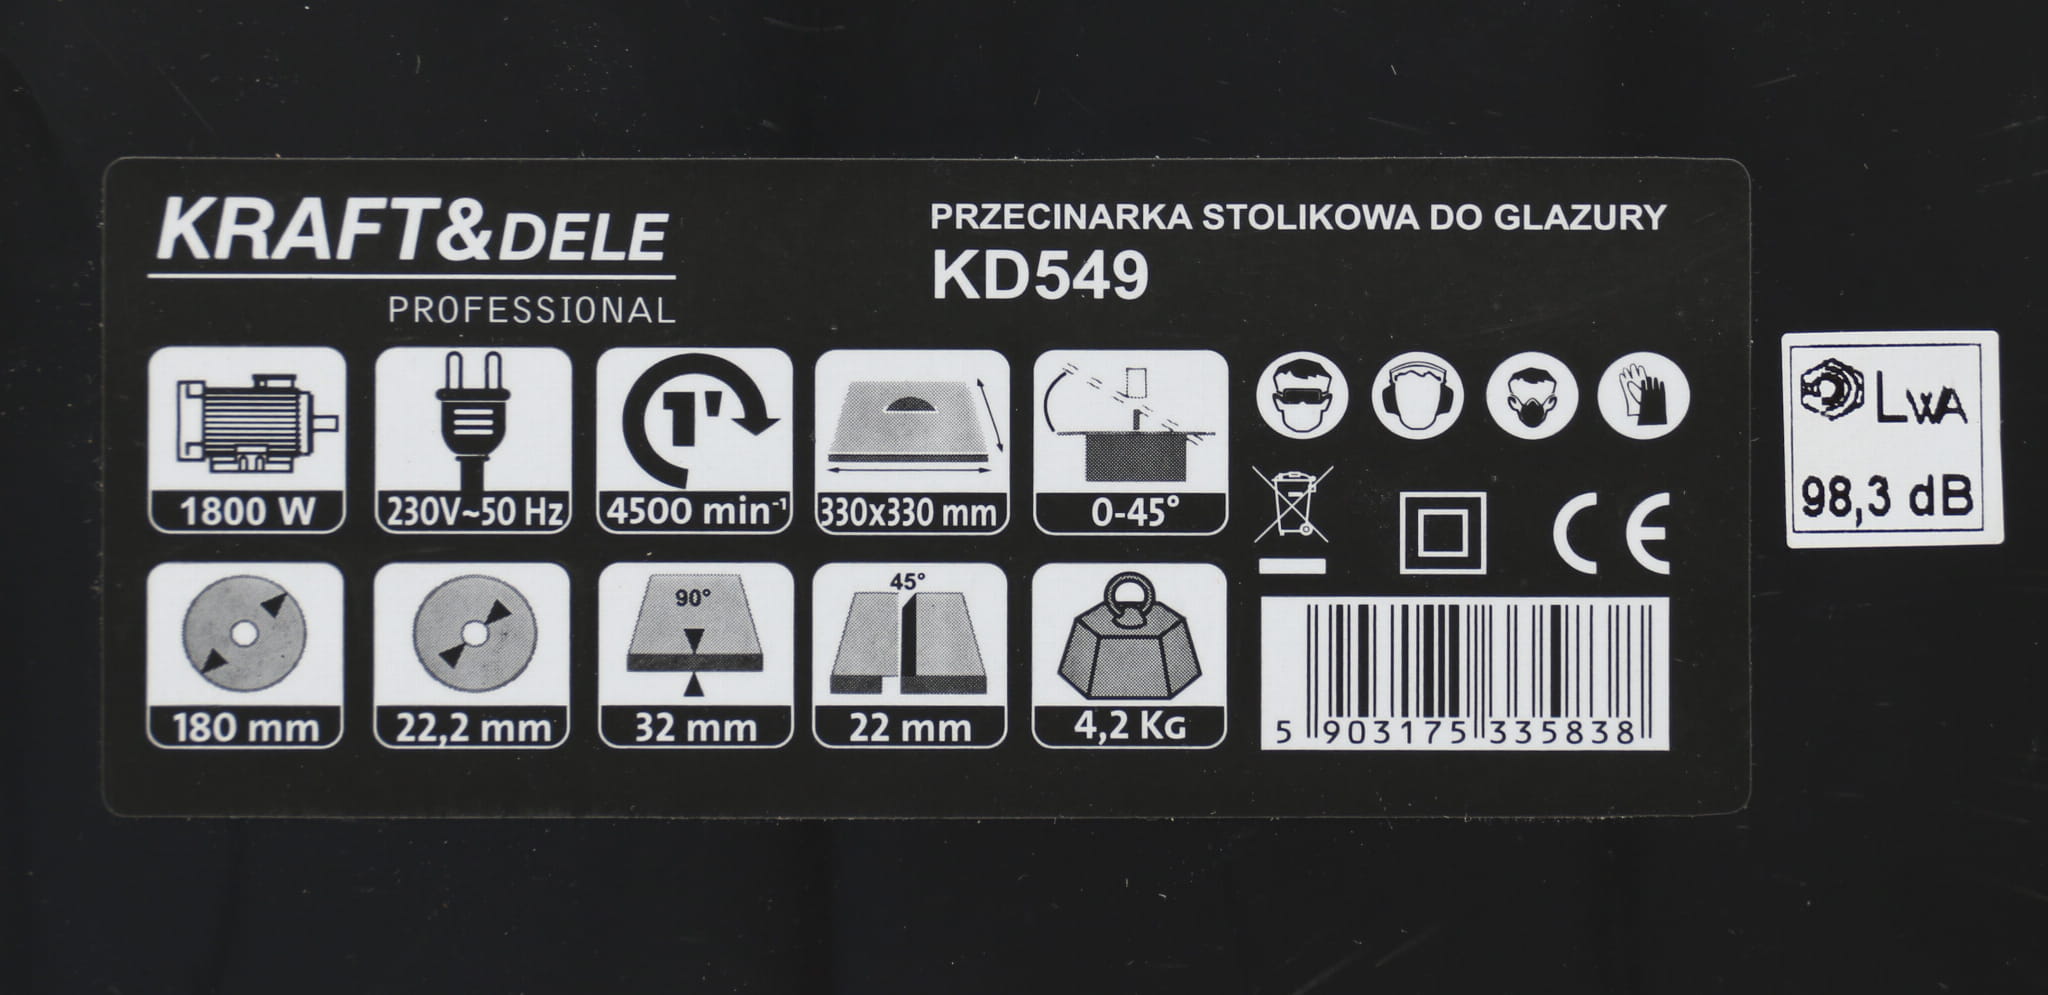 KRAFT&DELE
PROFESSIONAL
PRZECINARKA STOLIKOWA DO GLAZURY
KD549
1800 W
230V~50 Hz
1'
4500 min⁻¹
330x330 mm
0-45°
180 mm
22,2 mm
90°
32 mm
45°
22 mm
4,2 KG
CE
5 903175 335838
LWA
98,3 dB